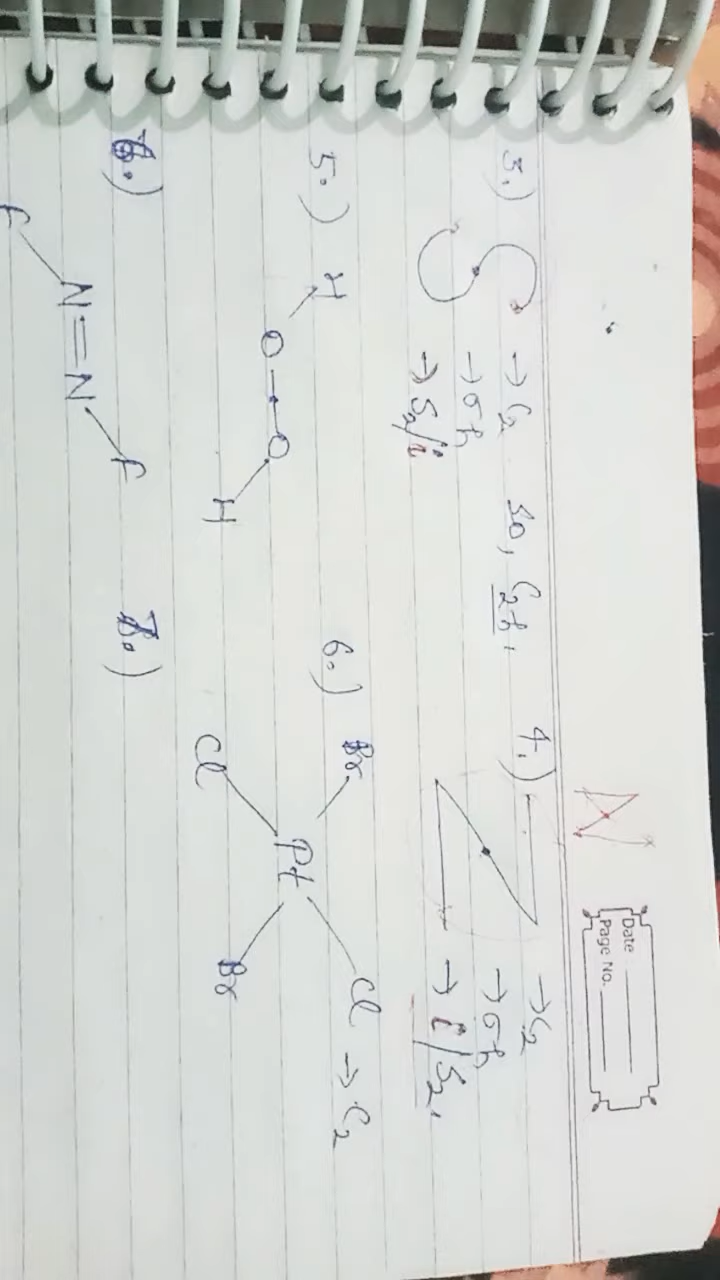 Date
Page No.
N
3.) S → C2 So, C2h,
→ σh
→ S2/i
4.) Z → C2
→ σh
→ i/S2,
5.) H
O—O
H
6.) Br Cl → C2
Pt
Cl Br
6.) F
N=N
F
7.)